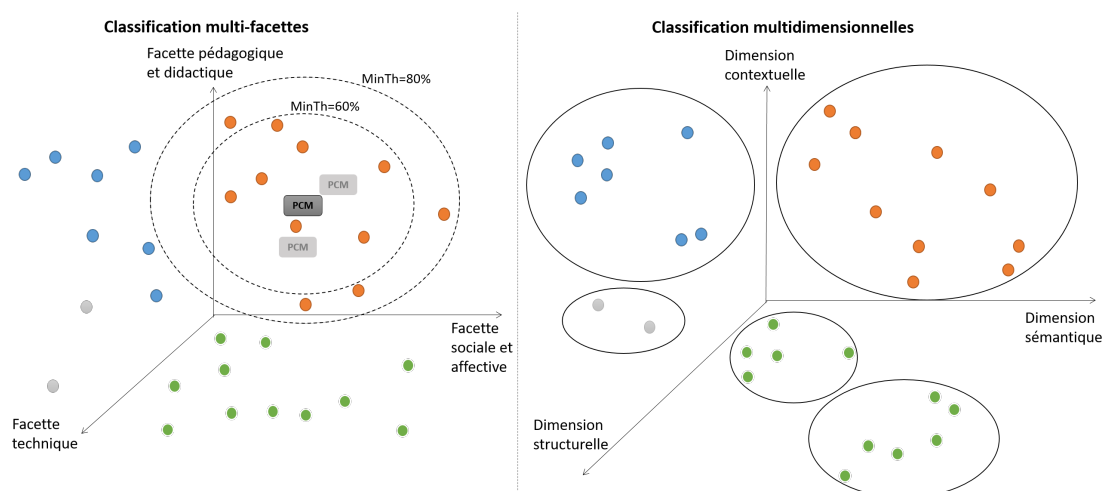 Classification multi-facettes
Facette pédagogique
et didactique
MinTh=80%
MinTh=60%
PCM
PCM
PCM
Facette
sociale et
affective
Facette
technique
Classification multidimensionnelles
Dimension
contextuelle
Dimension
sémantique
Dimension
structurelle